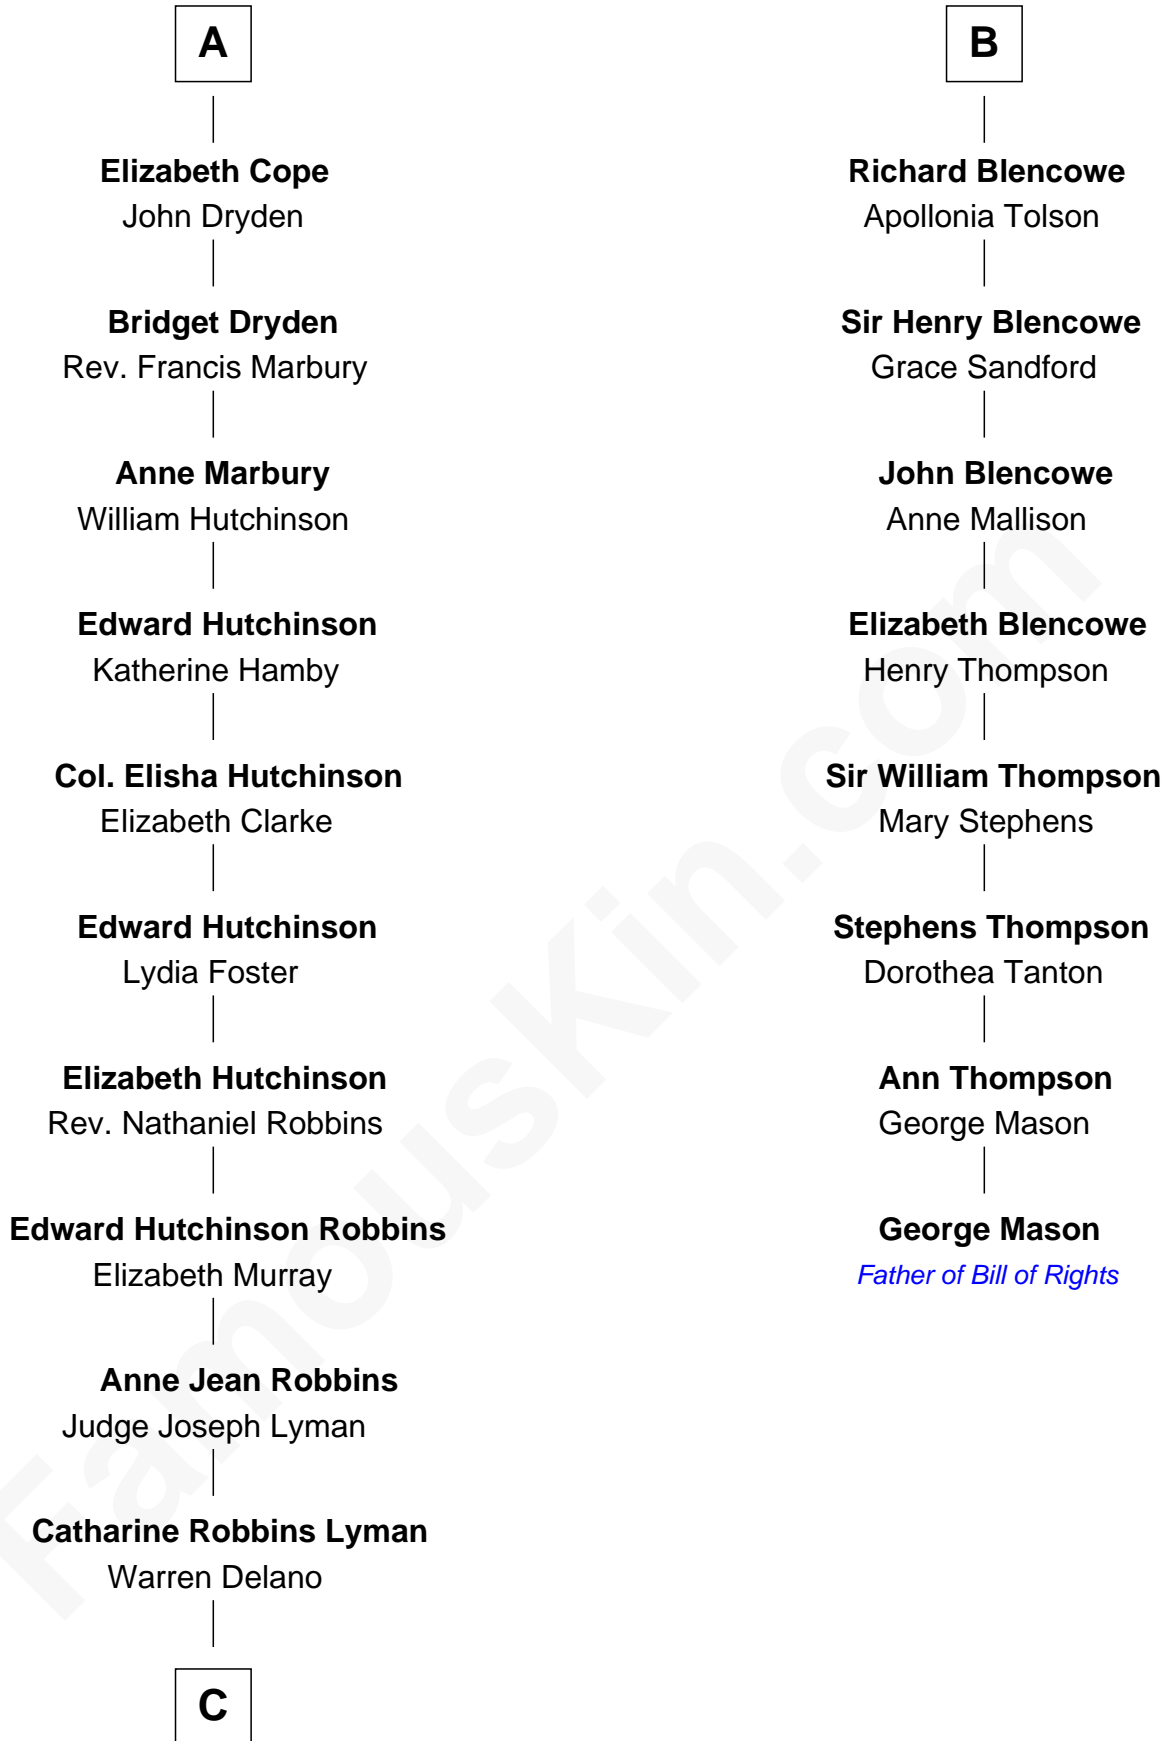 A
Elizabeth Cope
John Dryden
Bridget Dryden
Rev. Francis Marbury
Anne Marbury
William Hutchinson
Edward Hutchinson
Katherine Hamby
Col. Elisha Hutchinson
Elizabeth Clarke
Edward Hutchinson
Lydia Foster
Elizabeth Hutchinson
Rev. Nathaniel Robbins
Edward Hutchinson Robbins
Elizabeth Murray
Anne Jean Robbins
Judge Joseph Lyman
Catharine Robbins Lyman
Warren Delano
C
B
Richard Blencowe
Apollonia Tolson
Sir Henry Blencowe
Grace Sandford
John Blencowe
Anne Mallison
Elizabeth Blencowe
Henry Thompson
Sir William Thompson
Mary Stephens
Stephens Thompson
Dorothea Tanton
Ann Thompson
George Mason
George Mason
Father of Bill of Rights
FamousKin.com